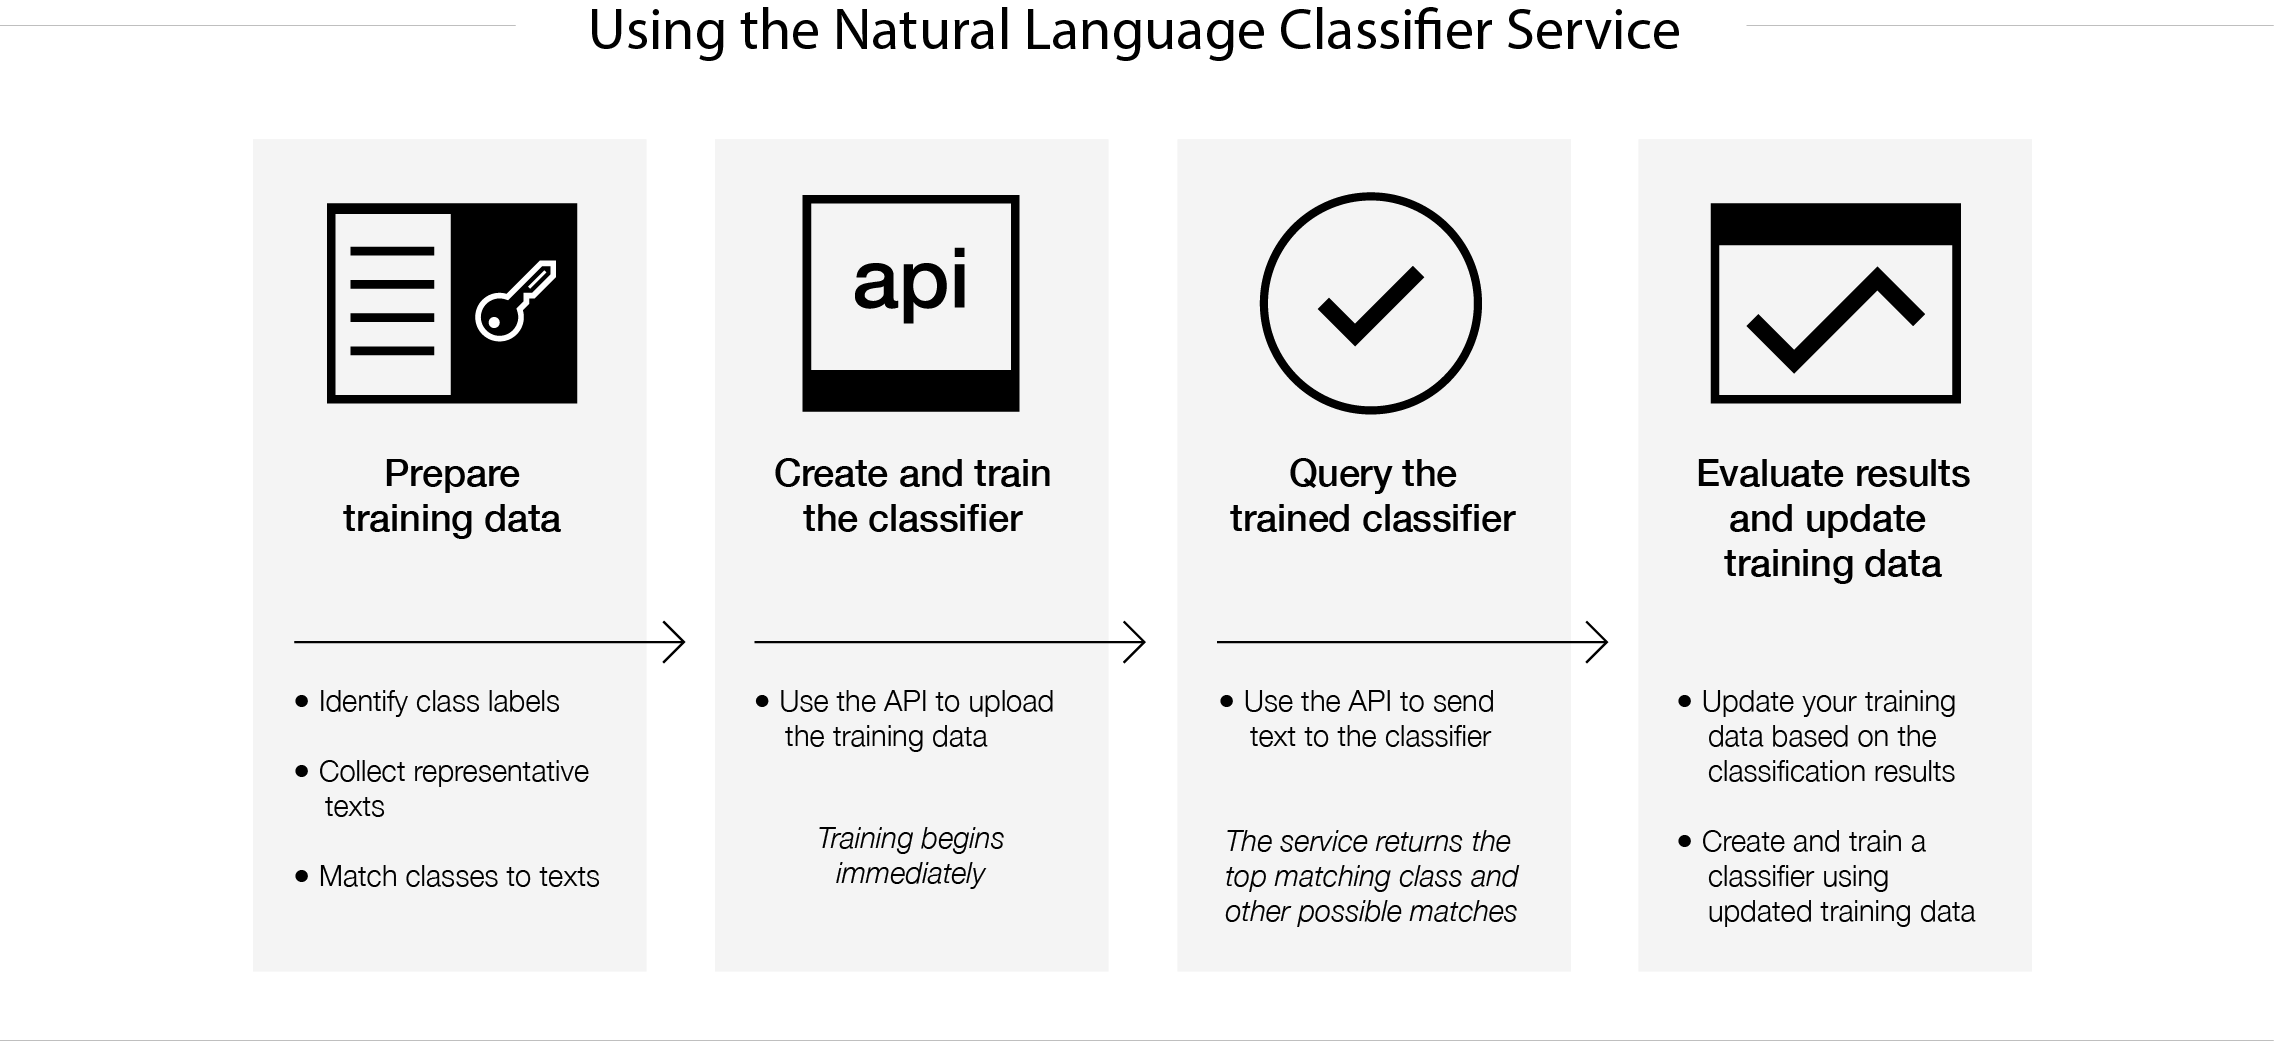 Using the Natural Language Classifier Service
api
Prepare
training data
• Identify class labels
• Collect representative
texts
• Match classes to texts
Create and train
the classifier
• Use the API to upload
the training data
Training begins
immediately
Query the
trained classifier
• Use the API to send
text to the classifier
The service returns the
top matching class and
other possible matches
Evaluate results
and update
training data
• Update your training
data based on the
classification results
• Create and train a
classifier using
updated training data